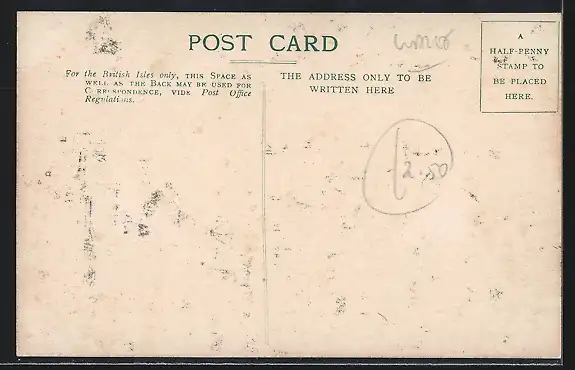 POST CARD
For the British Isles only, THIS SPACE AS
WELL AS THE BACK MAY BE USED FOR
CORRESPONDENCE, VIDE Post Office
Regulations.
THE ADDRESS ONLY TO BE
WRITTEN HERE
A
HALF-PENNY
STAMP TO
BE PLACED
HERE.
2.50